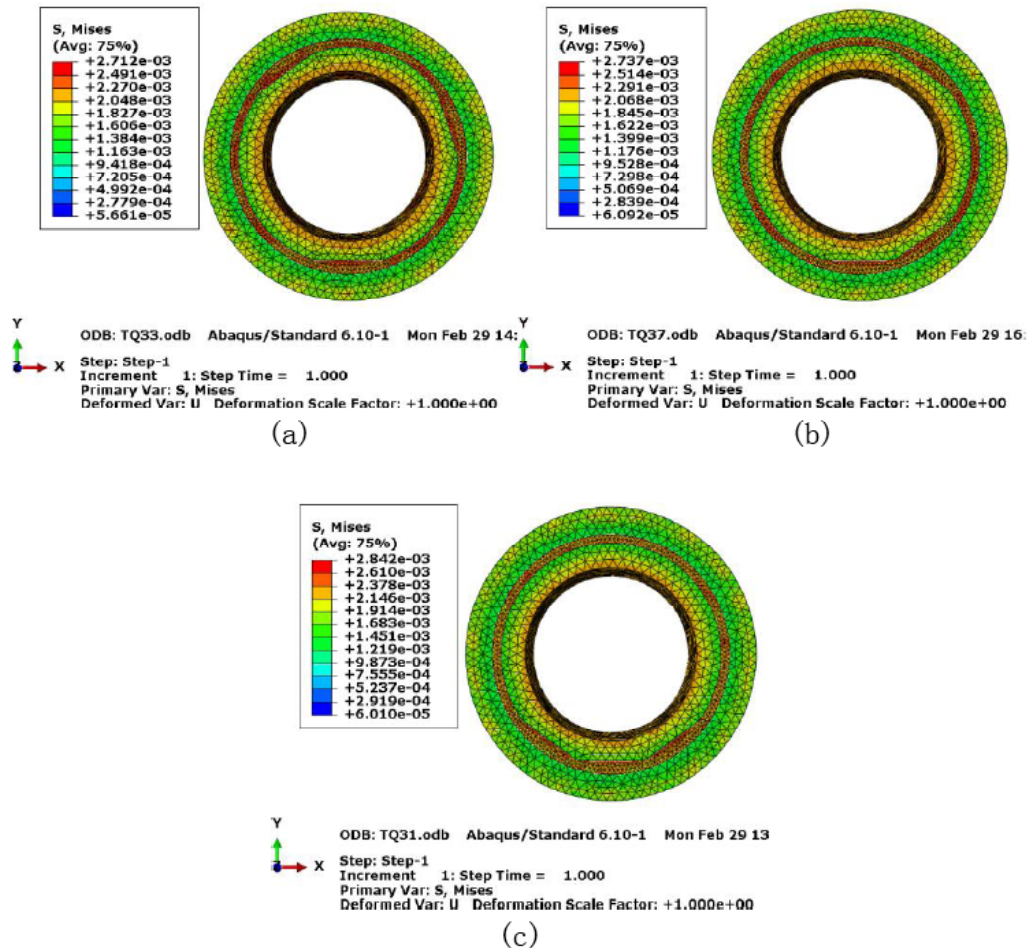 S, Mises
(Avg: 75%)
+2.712e-03
+2.491e-03
+2.270e-03
+2.048e-03
+1.827e-03
+1.606e-03
+1.384e-03
+1.163e-03
+9.418e-04
+7.205e-04
+4.992e-04
+2.779e-04
+5.661e-05
Y
X
ODB: TQ33.odb Abaqus/Standard 6.10-1 Mon Feb 29 14:
Step: Step-1
Increment 1: Step Time = 1.000
Primary Var: S, Mises
Deformed Var: U Deformation Scale Factor: +1.000e+00
(a)
S, Mises
(Avg: 75%)
+2.737e-03
+2.514e-03
+2.291e-03
+2.068e-03
+1.845e-03
+1.622e-03
+1.399e-03
+1.176e-03
+9.528e-04
+7.298e-04
+5.069e-04
+2.839e-04
+6.092e-05
Y
X
ODB: TQ37.odb Abaqus/Standard 6.10-1 Mon Feb 29 16:
Step: Step-1
Increment 1: Step Time = 1.000
Primary Var: S, Mises
Deformed Var: U Deformation Scale Factor: +1.000e+00
(b)
S, Mises
(Avg: 75%)
+2.842e-03
+2.610e-03
+2.378e-03
+2.146e-03
+1.914e-03
+1.683e-03
+1.451e-03
+1.219e-03
+9.873e-04
+7.555e-04
+5.237e-04
+2.919e-04
+6.010e-05
Y
X
ODB: TQ31.odb Abaqus/Standard 6.10-1 Mon Feb 29 13
Step: Step-1
Increment 1: Step Time = 1.000
Primary Var: S, Mises
Deformed Var: U Deformation Scale Factor: +1.000e+00
(c)